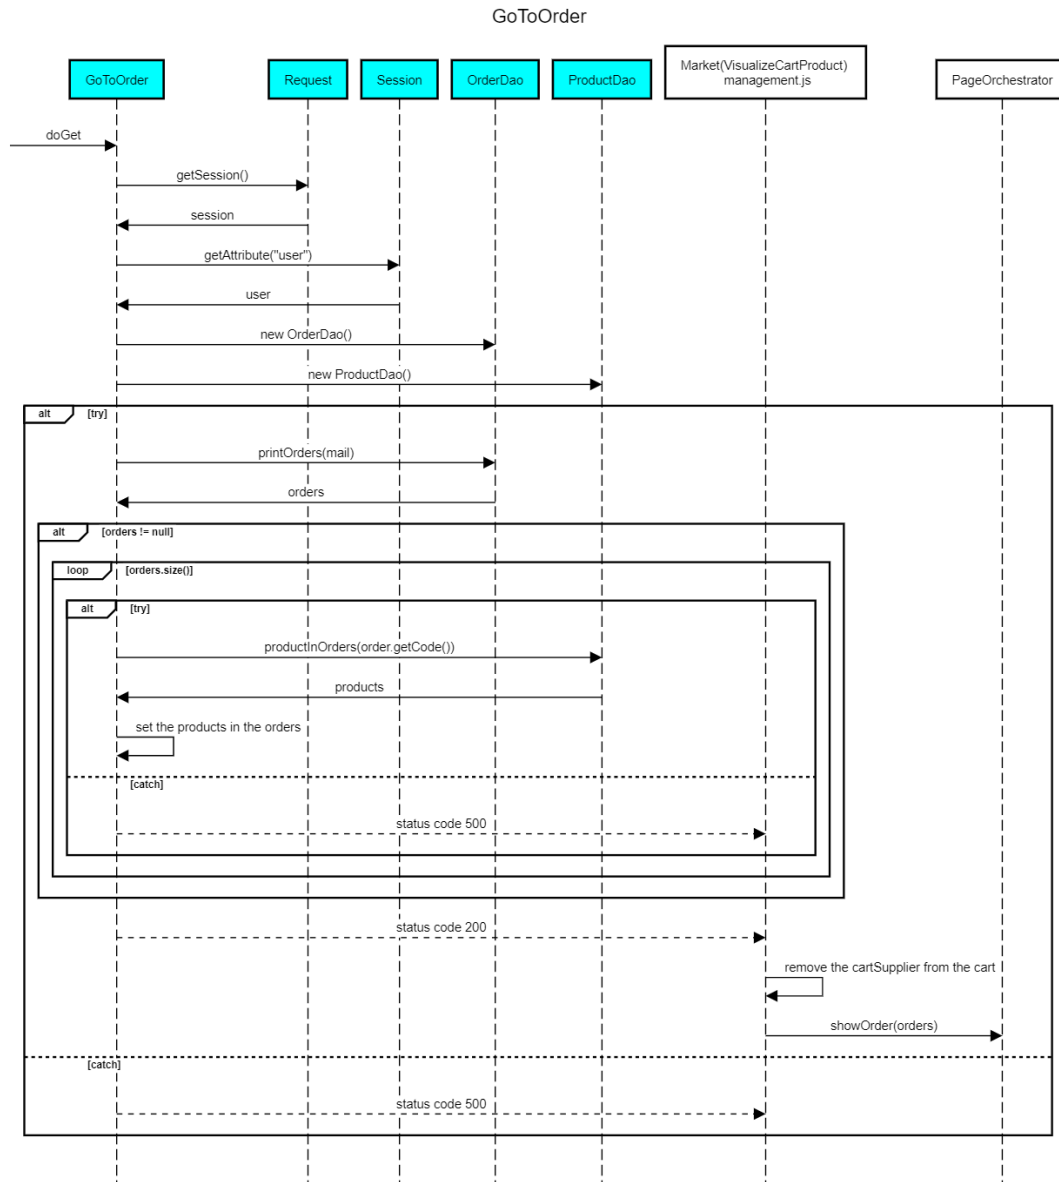 GoToOrder
GoToOrder
Request
Session
OrderDao
ProductDao
Market(VisualizeCartProduct)
management.js
PageOrchestrator
doGet
getSession()
session
getAttribute("user")
user
new OrderDao()
new ProductDao()
alt [try]
printOrders(mail)
orders
alt [orders != null]
loop [orders.size()]
alt [try]
productInOrders(order.getCode())
products
set the products in the orders
[catch]
status code 500
status code 200
remove the cartSupplier from the cart
showOrder(orders)
[catch]
status code 500